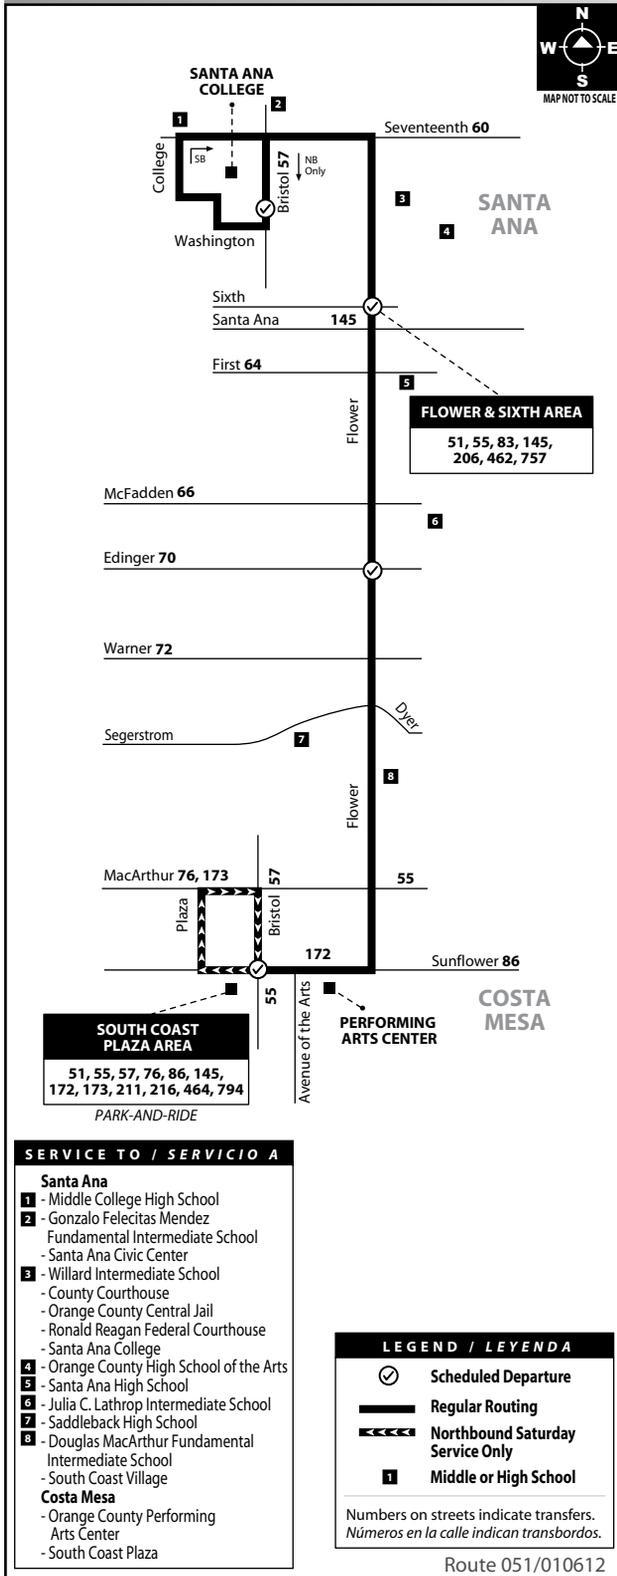 N
W E
S
MAP NOT TO SCALE
SANTA ANA
COLLEGE
2
1
Seventeenth 60
College
SB
Bristol 57
NB
Only
3
SANTA
ANA
4
Washington
Sixth
Santa Ana 145
First 64
5
Flower
FLOWER & SIXTH AREA
51, 55, 83, 145,
206, 462, 757
McFadden 66
6
Edinger 70
Warner 72
Dyer
Segerstrom
7
8
Flower
MacArthur 76, 173
57
55
Plaza
Bristol
172
Sunflower 86
55
Avenue of the Arts
COSTA
MESA
PERFORMING
ARTS CENTER
SOUTH COAST
PLAZA AREA
51, 55, 57, 76, 86, 145,
172, 173, 211, 216, 464, 794
PARK-AND-RIDE
SERVICE TO / SERVICIO A
Santa Ana
1 - Middle College High School
2 - Gonzalo Felecitas Mendez
Fundamental Intermediate School
- Santa Ana Civic Center
3 - Willard Intermediate School
- County Courthouse
- Orange County Central Jail
- Ronald Reagan Federal Courthouse
- Santa Ana College
4 - Orange County High School of the Arts
5 - Santa Ana High School
6 - Julia C. Lathrop Intermediate School
7 - Saddleback High School
8 - Douglas MacArthur Fundamental
Intermediate School
- South Coast Village
Costa Mesa
- Orange County Performing
Arts Center
- South Coast Plaza
LEGEND / LEYENDA
Scheduled Departure
Regular Routing
Northbound Saturday
Service Only
1 Middle or High School
Numbers on streets indicate transfers.
Números en la calle indican transbordos.
Route 051/010612